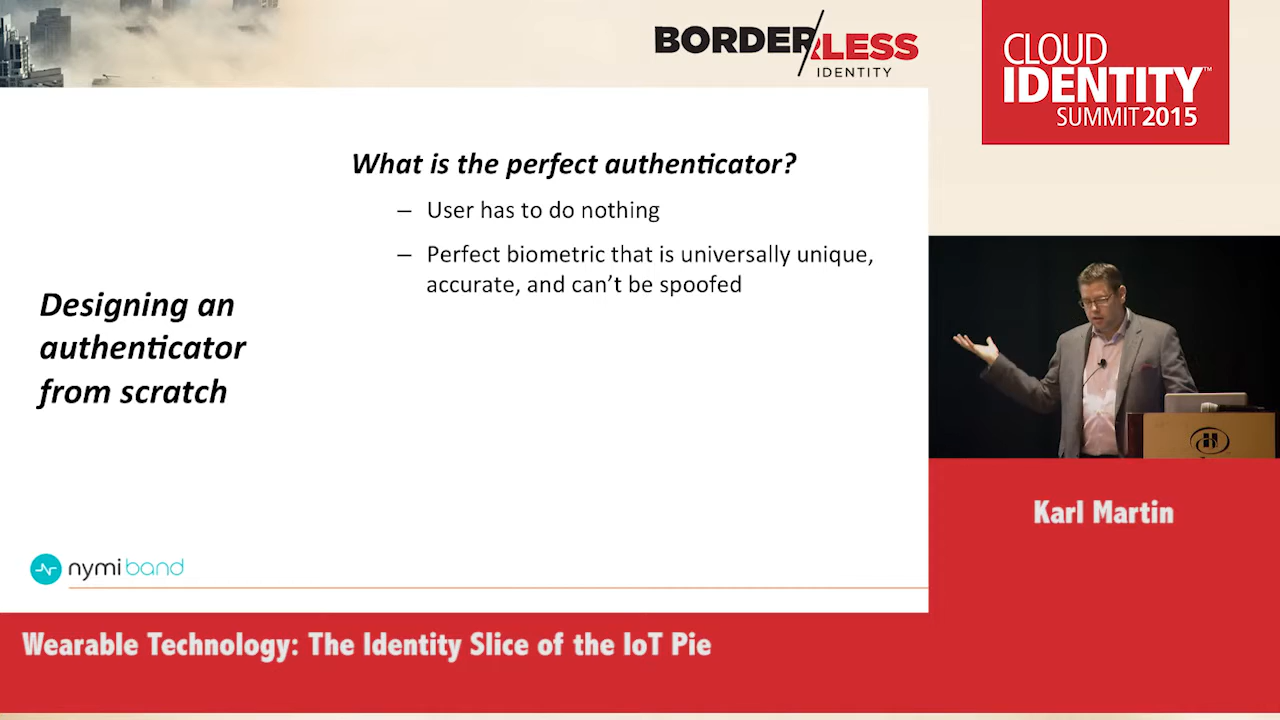 BORDER/LESS
IDENTITY
CLOUD
IDENTITY™
SUMMIT 2015
What is the perfect authenticator?
– User has to do nothing
– Perfect biometric that is universally unique,
accurate, and can't be spoofed
Designing an
authenticator
from scratch
nymi band
Karl Martin
Wearable Technology: The Identity Slice of the IoT Pie